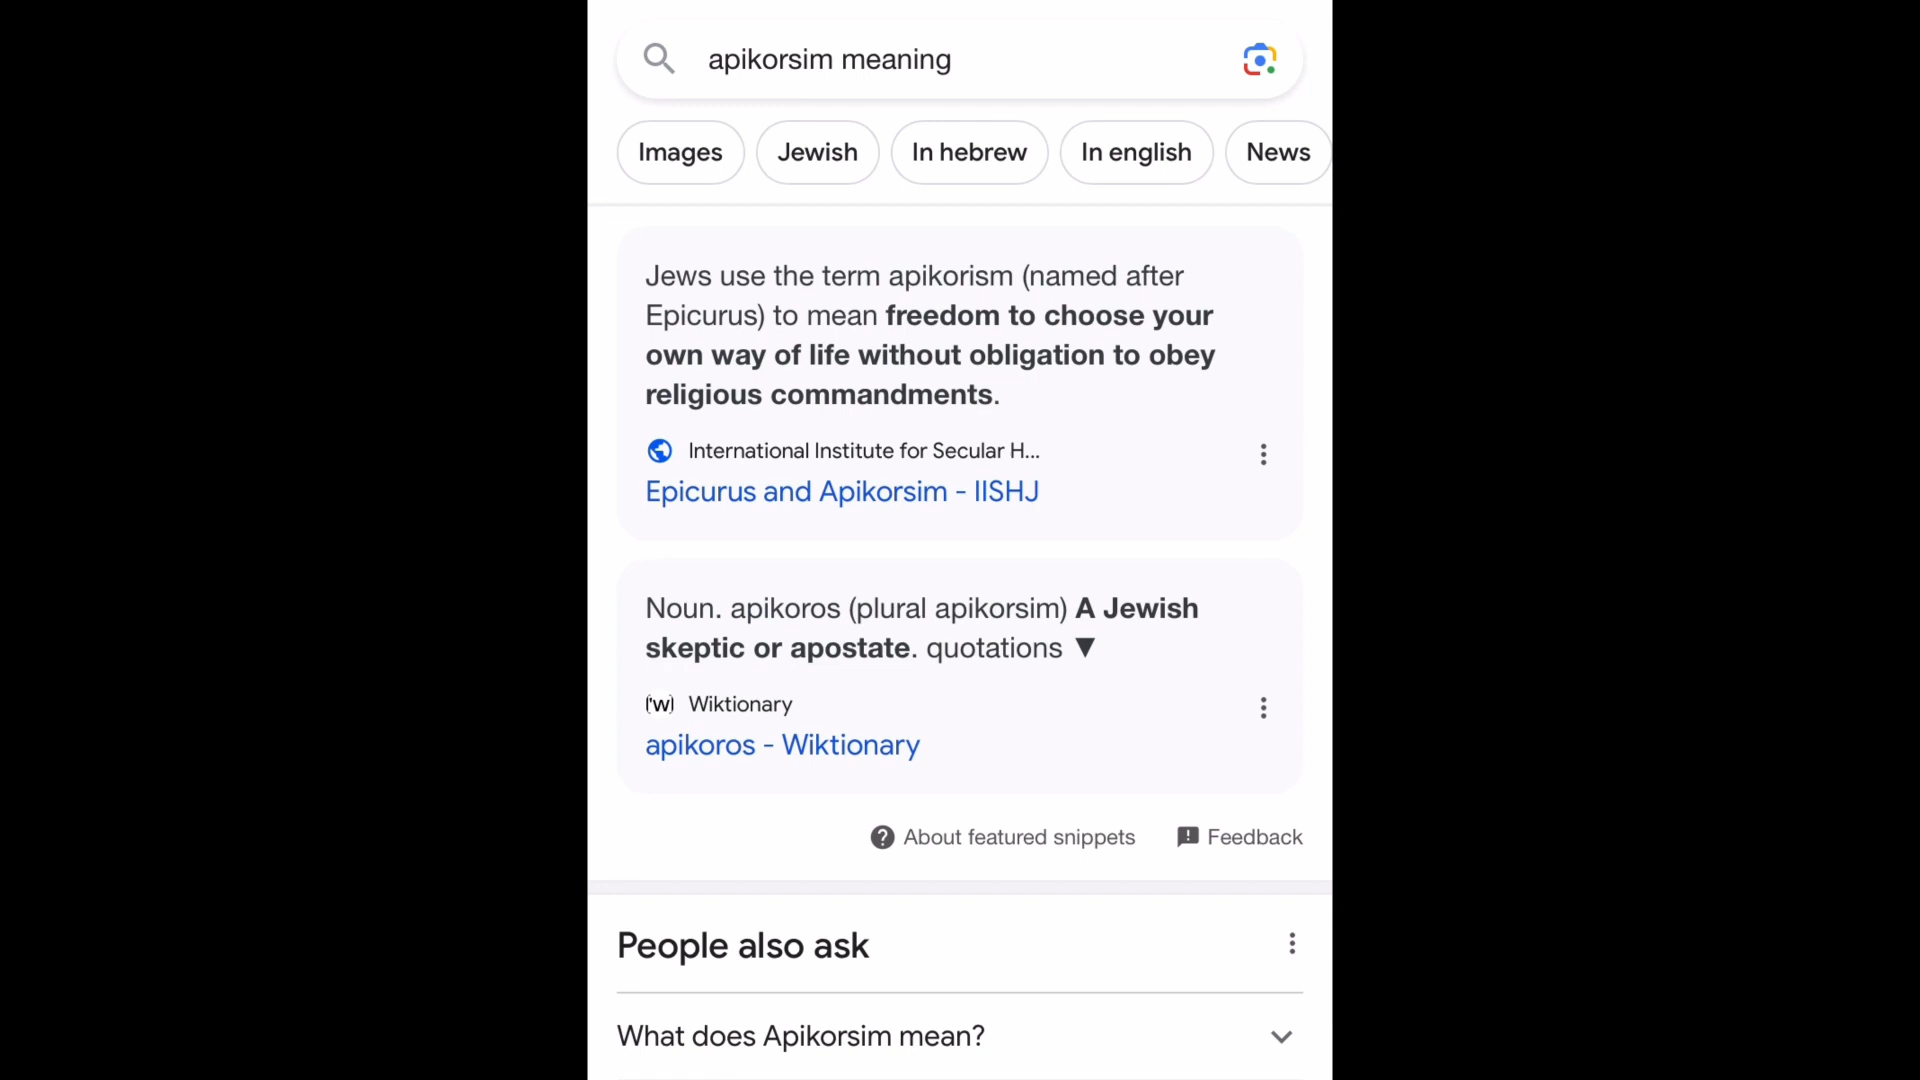 apikorsim meaning
Images Jewish In hebrew In english News
Jews use the term apikorism (named after
Epicurus) to mean freedom to choose your
own way of life without obligation to obey
religious commandments.
International Institute for Secular H...
Epicurus and Apikorsim - IISHJ
Noun. apikoros (plural apikorsim) A Jewish
skeptic or apostate. quotations ▼
['w] Wiktionary
apikoros - Wiktionary
About featured snippets Feedback
People also ask
What does Apikorsim mean?